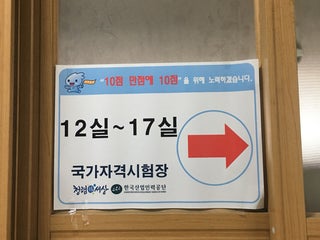 "10점 만점에 10점"을 위해 노력하겠습니다.
12실~17실
국가자격시험장
청렴세상 한국산업인력공단